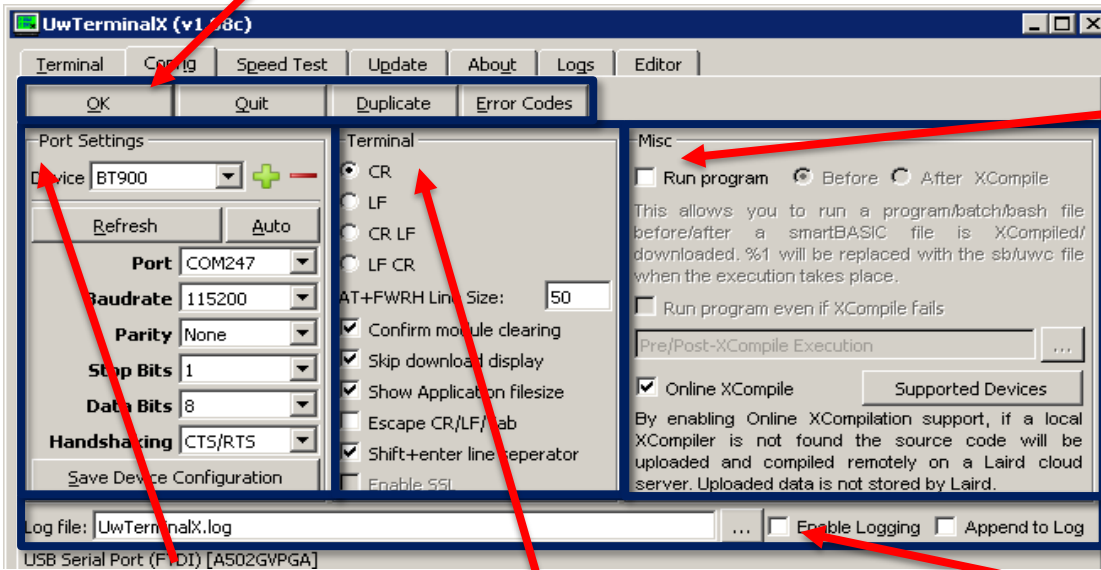 UwTerminalX (v1.08c)
Terminal Config Speed Test Update About Logs Editor
OK Quit Duplicate Error Codes
Port Settings
Device BT900
Refresh Auto
Port COM247
Baudrate 115200
Parity None
Stop Bits 1
Data Bits 8
Handshaking CTS/RTS
Save Device Configuration
Terminal
CR
LF
CR LF
LF CR
AT+FWRH Line Size: 50
Confirm module clearing
Skip download display
Show Application filesize
Escape CR/LF/Tab
Shift+enter line seperator
Enable SSL
Misc
Run program Before After XCompile
This allows you to run a program/batch/bash file
before/after a smartBASIC file is XCompiled/
downloaded. %1 will be replaced with the sb/uwc file
when the execution takes place.
Run program even if XCompile fails
Pre/Post-XCompile Execution ...
Online XCompile Supported Devices
By enabling Online XCompilation support, if a local
XCompiler is not found the source code will be
uploaded and compiled remotely on a Laird cloud
server. Uploaded data is not stored by Laird.
Log file: UwTerminalX.log ... Enable Logging Append to Log
USB Serial Port (FTDI) [A502GVPGA]